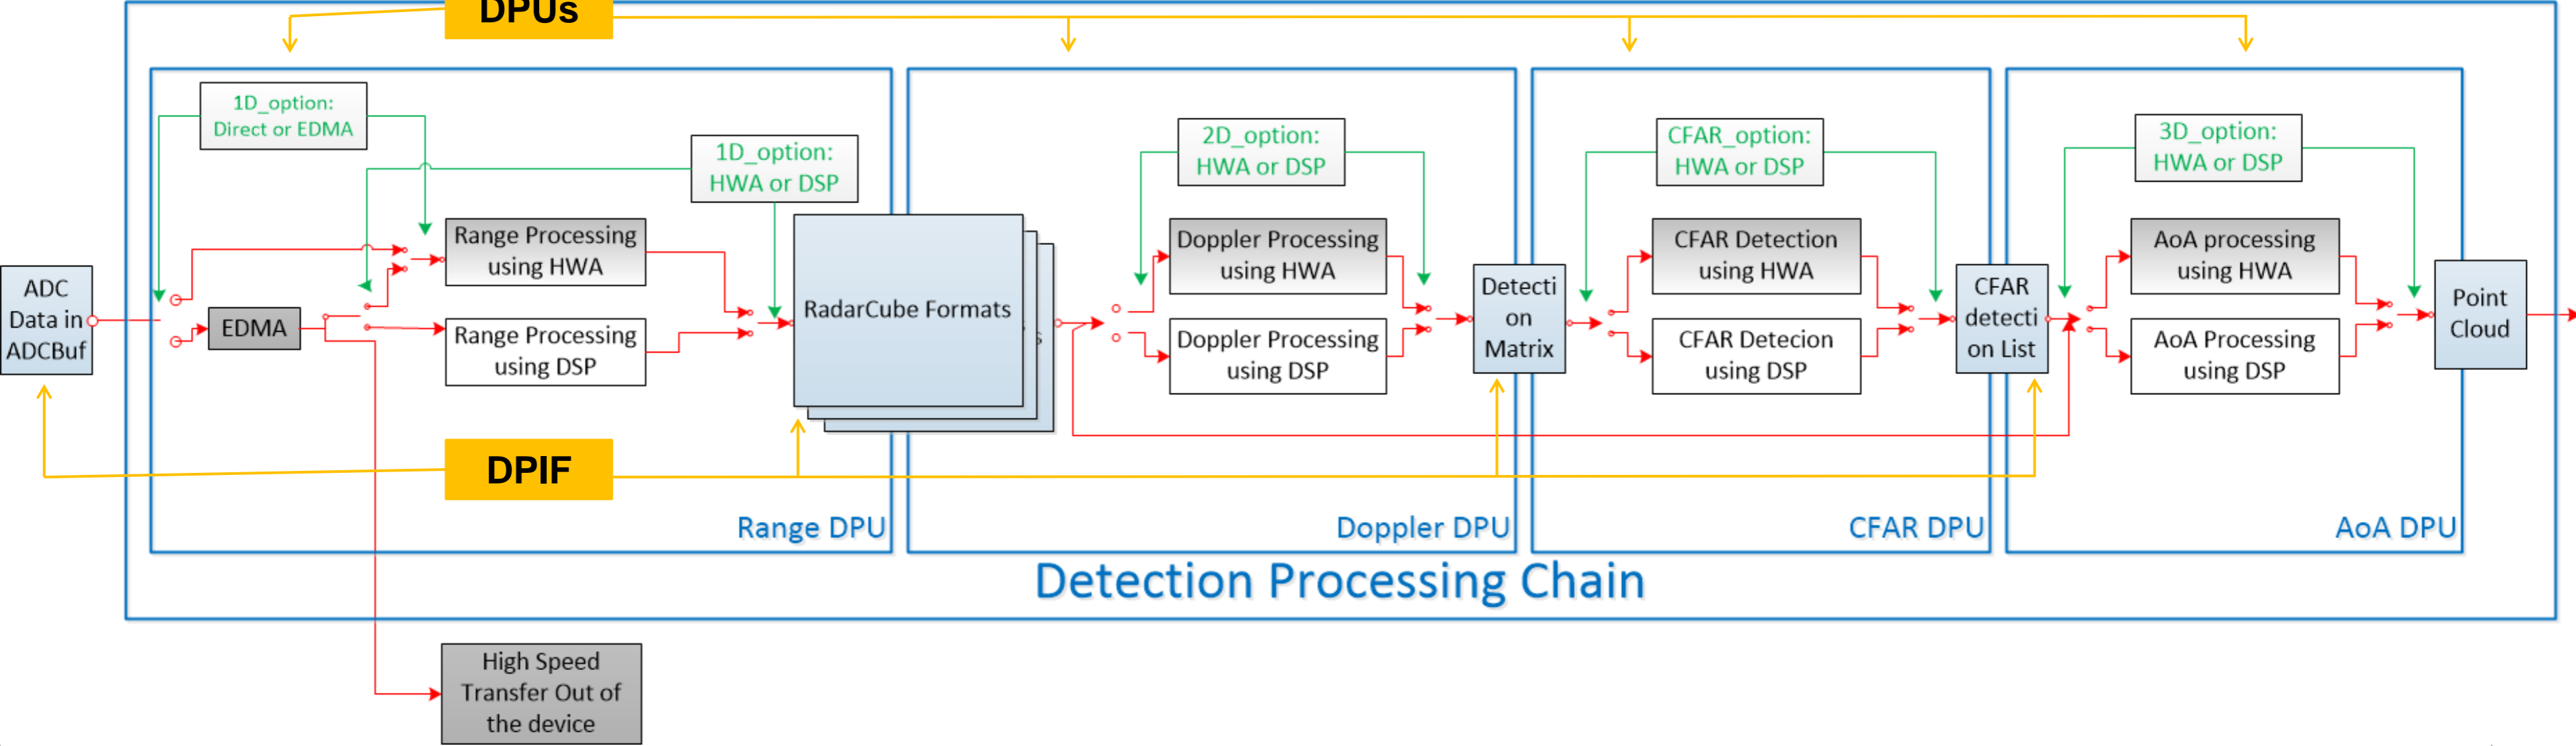 DPUs
1D_option:
Direct or EDMA
1D_option:
HWA or DSP
2D_option:
HWA or DSP
CFAR_option:
HWA or DSP
3D_option:
HWA or DSP
ADC
Data in
ADCBuf
EDMA
Range Processing
using HWA
Range Processing
using DSP
RadarCube Formats
s
Doppler Processing
using HWA
Doppler Processing
using DSP
Detecti
on
Matrix
CFAR Detection
using HWA
CFAR Detecion
using DSP
CFAR
detecti
on List
AoA processing
using HWA
AoA Processing
using DSP
Point
Cloud
DPIF
Range DPU
Doppler DPU
CFAR DPU
AoA DPU
Detection Processing Chain
High Speed
Transfer Out of
the device